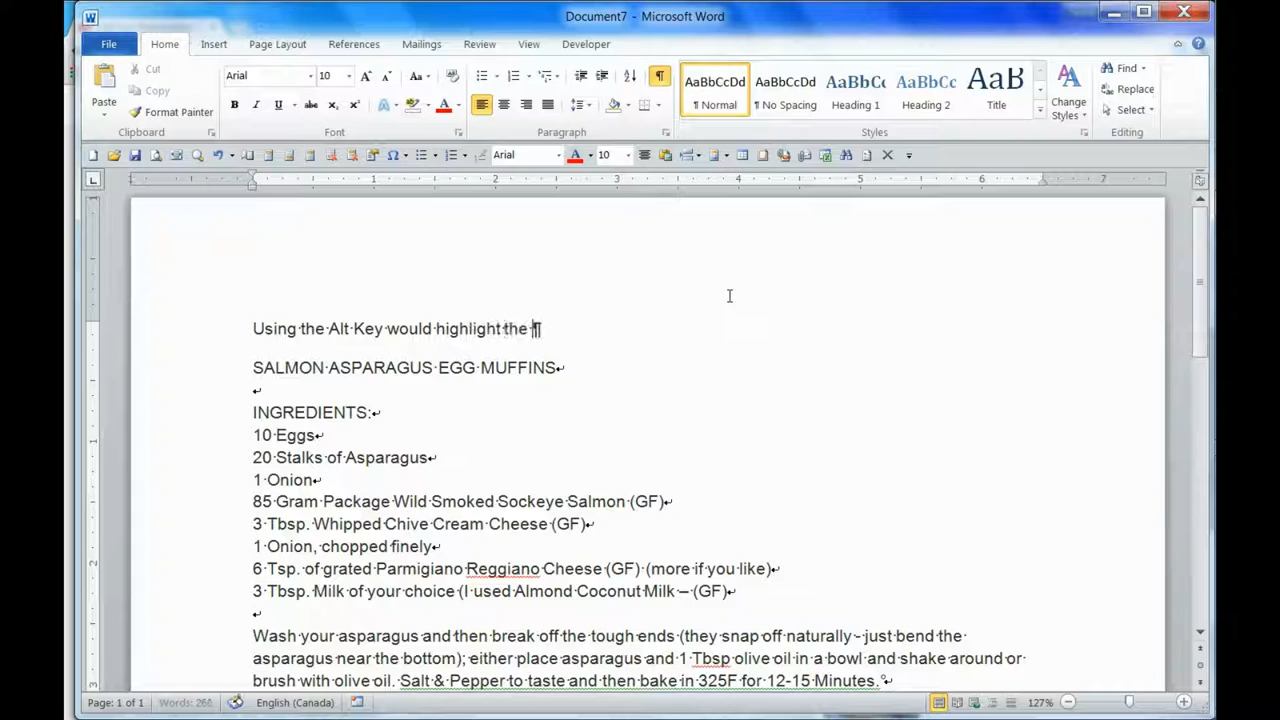 Document7 - Microsoft Word
File Home Insert Page Layout References Mailings Review View Developer
Paste
Cut
Copy
Format Painter
Clipboard
Arial 10
Font
Paragraph
AaBbCcDd AaBbCcDd AaBbCc AaBbCc AaB
¶ Normal ¶ No Spacing Heading 1 Heading 2 Title
Styles
Change Styles
Find
Replace
Select
Editing
Arial 10
1 2 3 4 5 6 7
Using the Alt Key would highlight the ¶
SALMON ASPARAGUS EGG MUFFINS
INGREDIENTS:
10 Eggs
20 Stalks of Asparagus
1 Onion
85 Gram Package Wild Smoked Sockeye Salmon (GF)
3 Tbsp. Whipped Chive Cream Cheese (GF)
1 Onion, chopped finely
6 Tsp. of grated Parmigiano Reggiano Cheese (GF) (more if you like)
3 Tbsp. Milk of your choice (I used Almond Coconut Milk – (GF)
Wash your asparagus and then break off the tough ends (they snap off naturally - just bend the
asparagus near the bottom); either place asparagus and 1 Tbsp olive oil in a bowl and shake around or
brush with olive oil. Salt & Pepper to taste and then bake in 325F for 12-15 Minutes.
Page: 1 of 1 Words: 261 English (Canada) 127%